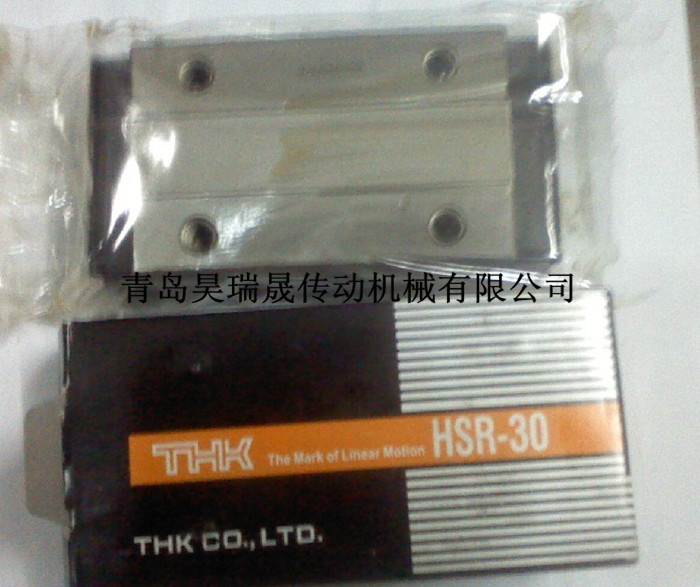 青岛昊瑞晟传动机械有限公司
THK The Mark of Linear Motion HSR-30
THK CO., LTD.